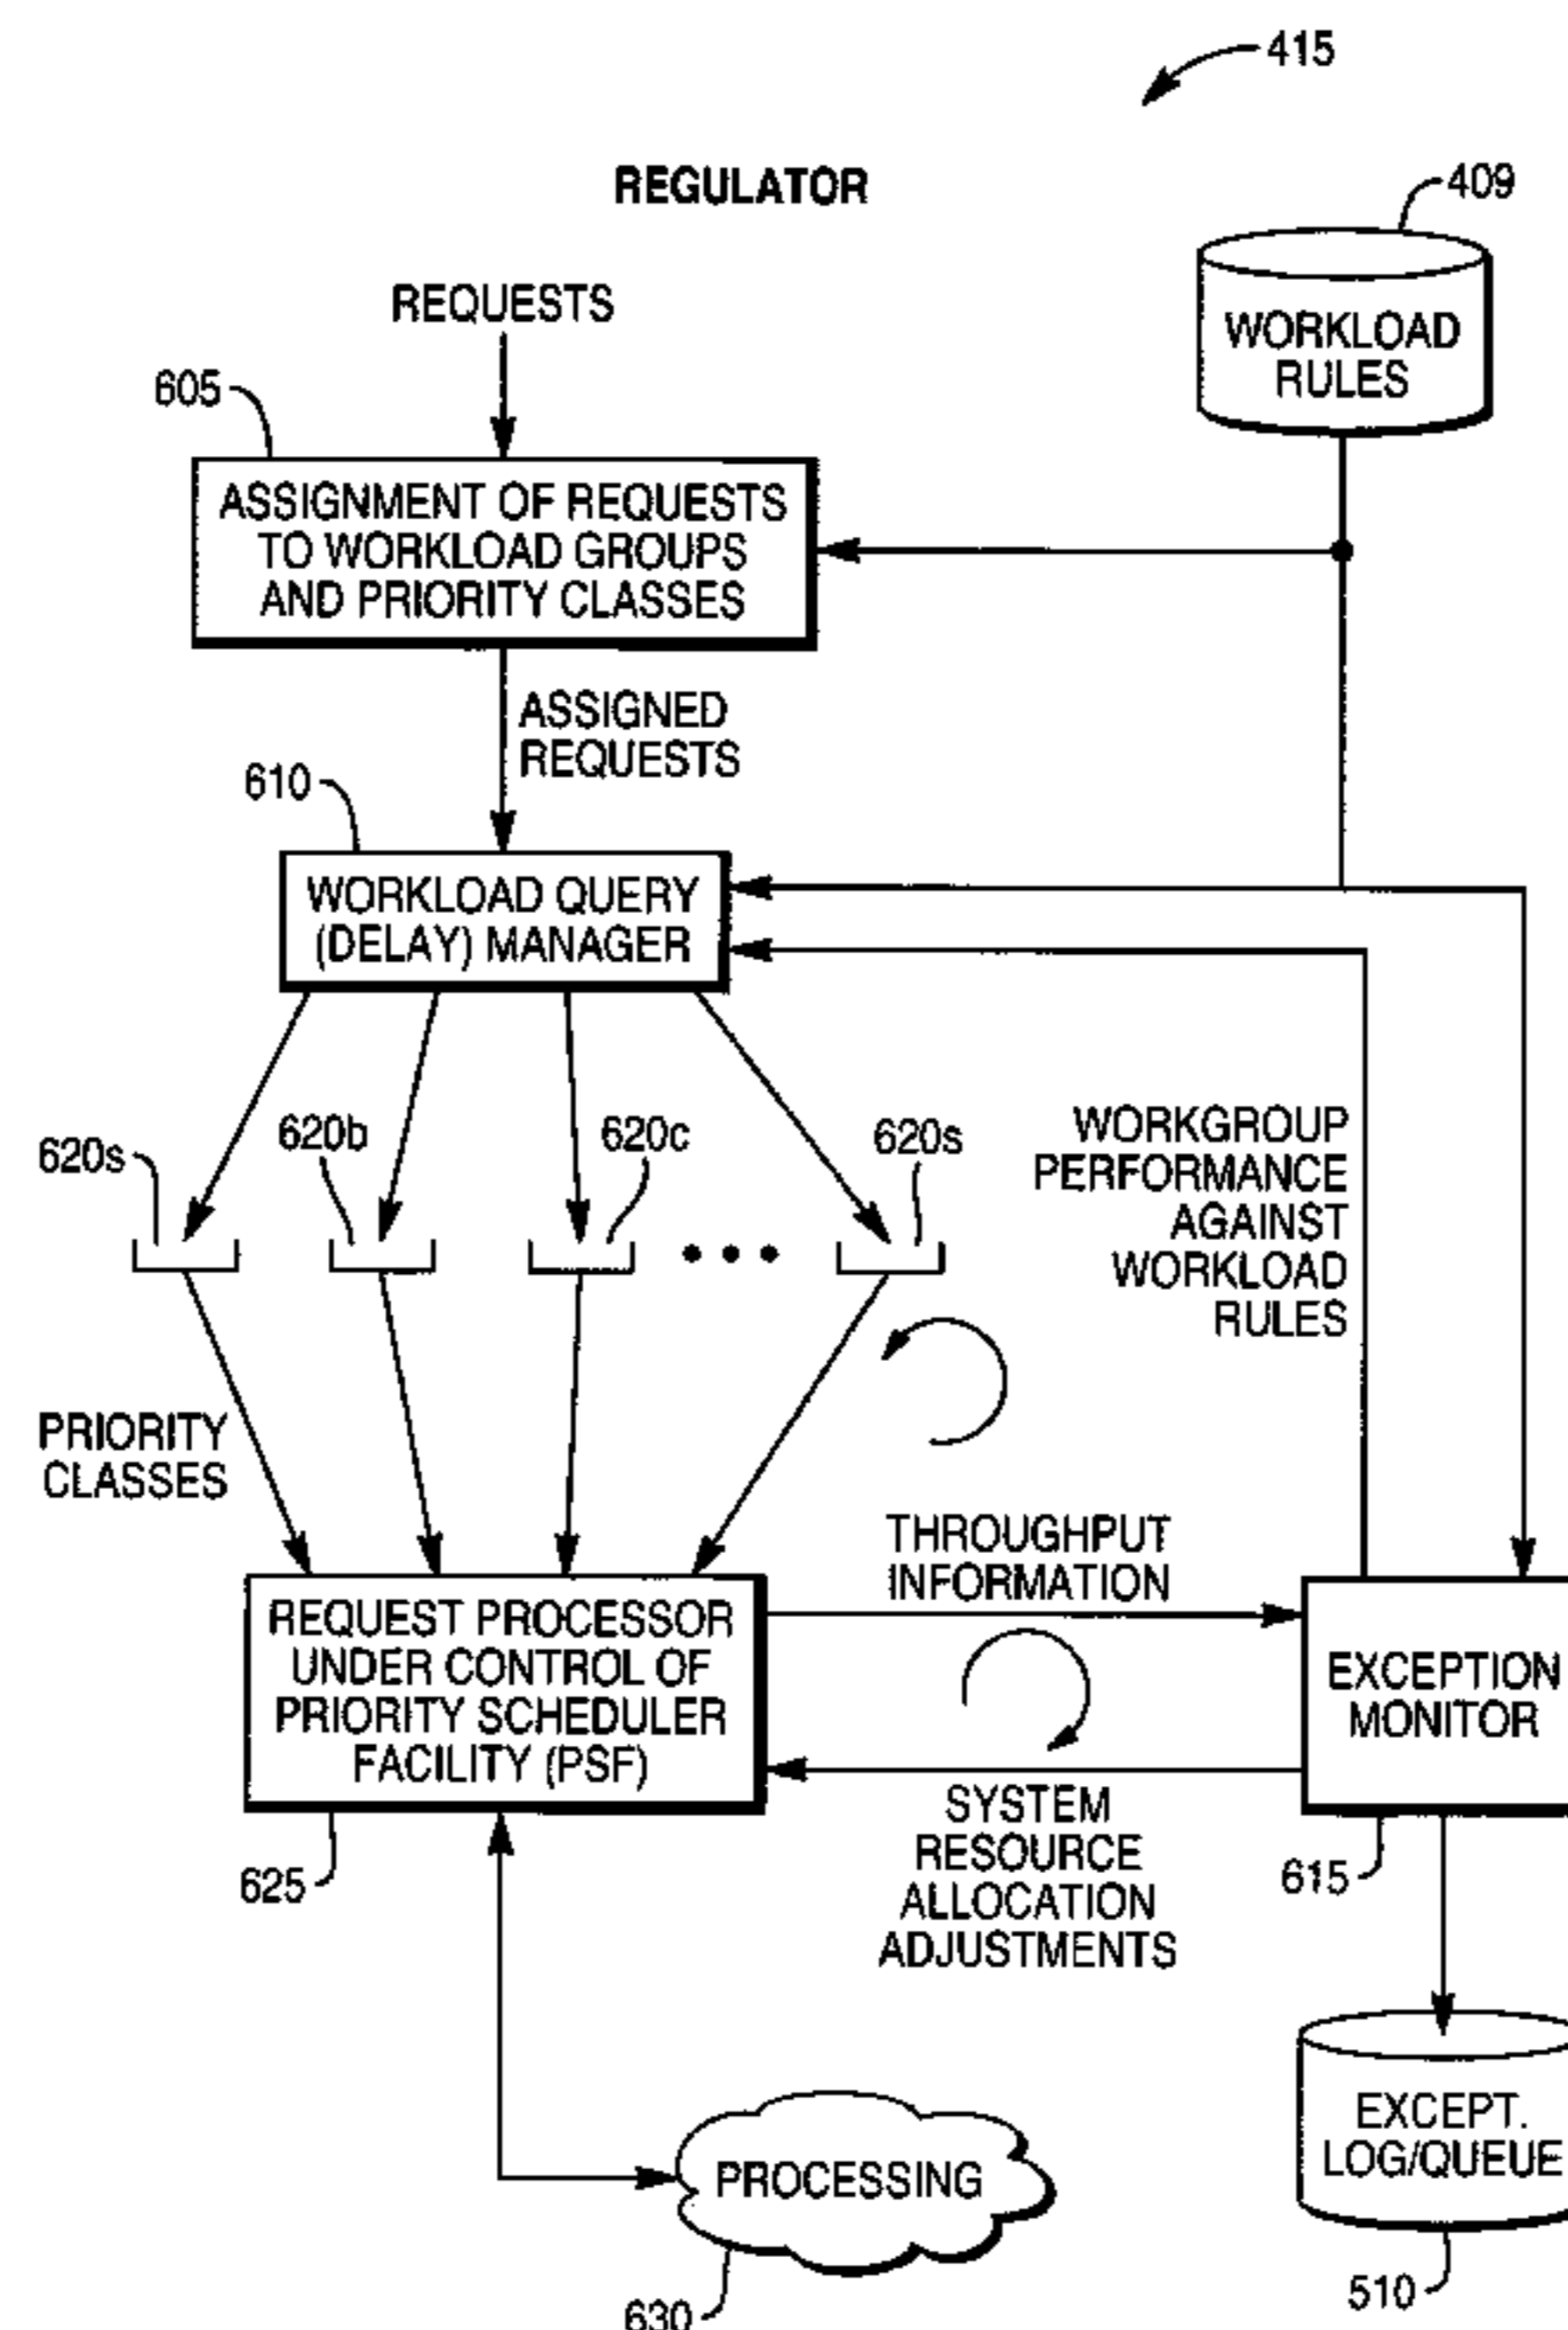 415
REGULATOR
409
REQUESTS
WORKLOAD
RULES
605
ASSIGNMENT OF REQUESTS
TO WORKLOAD GROUPS
AND PRIORITY CLASSES
ASSIGNED
REQUESTS
610
WORKLOAD QUERY
(DELAY) MANAGER
620s
620b
620c
620s
WORKGROUP
PERFORMANCE
AGAINST
WORKLOAD
RULES
PRIORITY
CLASSES
THROUGHPUT
INFORMATION
REQUEST PROCESSOR
UNDER CONTROL OF
PRIORITY SCHEDULER
FACILITY (PSF)
EXCEPTION
MONITOR
SYSTEM
RESOURCE
ALLOCATION
ADJUSTMENTS
625
615
EXCEPT.
LOG/QUEUE
PROCESSING
510
630